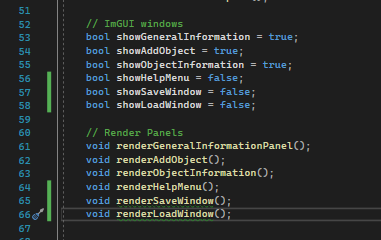 51
52 // ImGUI windows
53 bool showGeneralInformation = true;
54 bool showAddObject = true;
55 bool showObjectInformation = true;
56 bool showHelpMenu = false;
57 bool showSaveWindow = false;
58 bool showLoadWindow = false;
59
60 // Render Panels
61 void renderGeneralInformationPanel();
62 void renderAddObject();
63 void renderObjectInformation();
64 void renderHelpMenu();
65 void renderSaveWindow();
66 void renderLoadWindow();